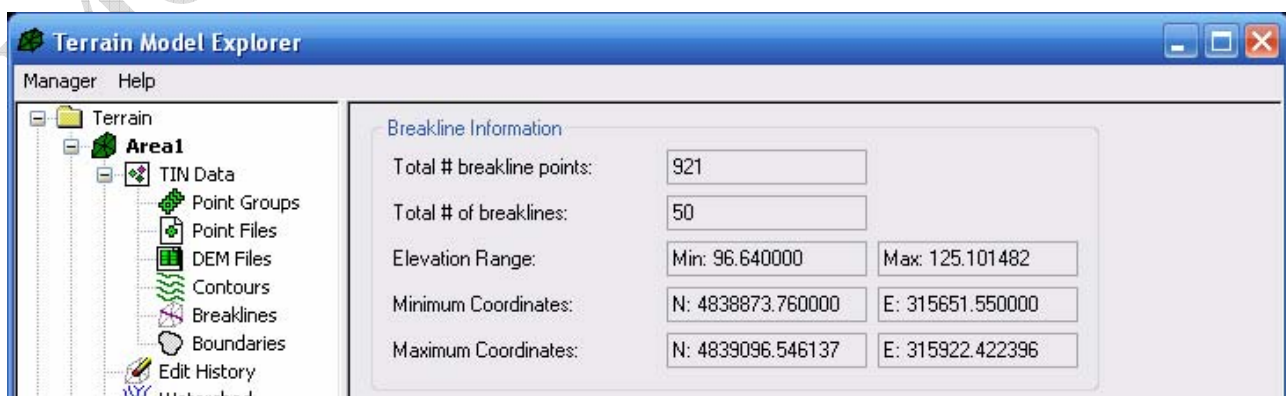 Terrain Model Explorer
Manager Help
Terrain
Area1
TIN Data
Point Groups
Point Files
DEM Files
Contours
Breaklines
Boundaries
Edit History
Watershed
Breakline Information
Total # breakline points: 921
Total # of breaklines: 50
Elevation Range: Min: 96.640000 Max: 125.101482
Minimum Coordinates: N: 4838873.760000 E: 315651.550000
Maximum Coordinates: N: 4839096.546137 E: 315922.422396